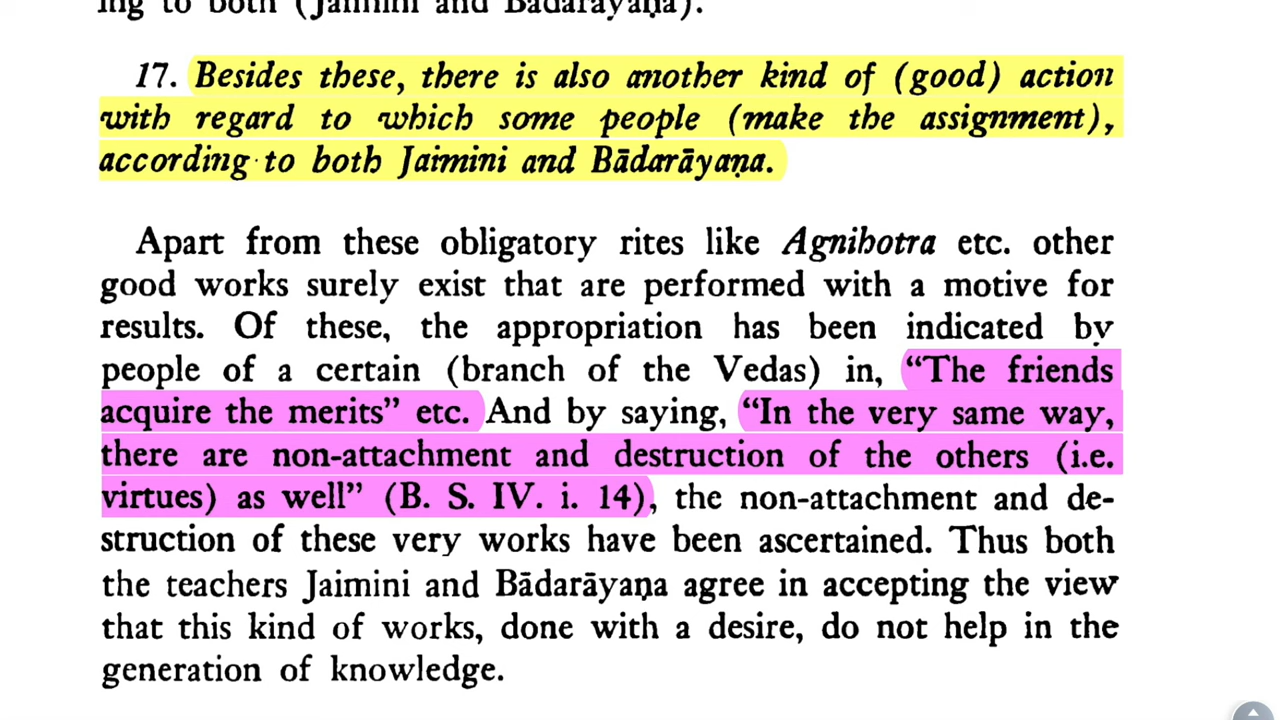 ing to both (Jaimini and Bādarāyaṇa).
17. Besides these, there is also another kind of (good) action
with regard to which some people (make the assignment),
according to both Jaimini and Bādarāyaṇa.
Apart from these obligatory rites like Agnihotra etc. other
good works surely exist that are performed with a motive for
results. Of these, the appropriation has been indicated by
people of a certain (branch of the Vedas) in, “The friends
acquire the merits” etc. And by saying, “In the very same way,
there are non-attachment and destruction of the others (i.e.
virtues) as well” (B. S. IV. i. 14), the non-attachment and de-
struction of these very works have been ascertained. Thus both
the teachers Jaimini and Bādarāyaṇa agree in accepting the view
that this kind of works, done with a desire, do not help in the
generation of knowledge.